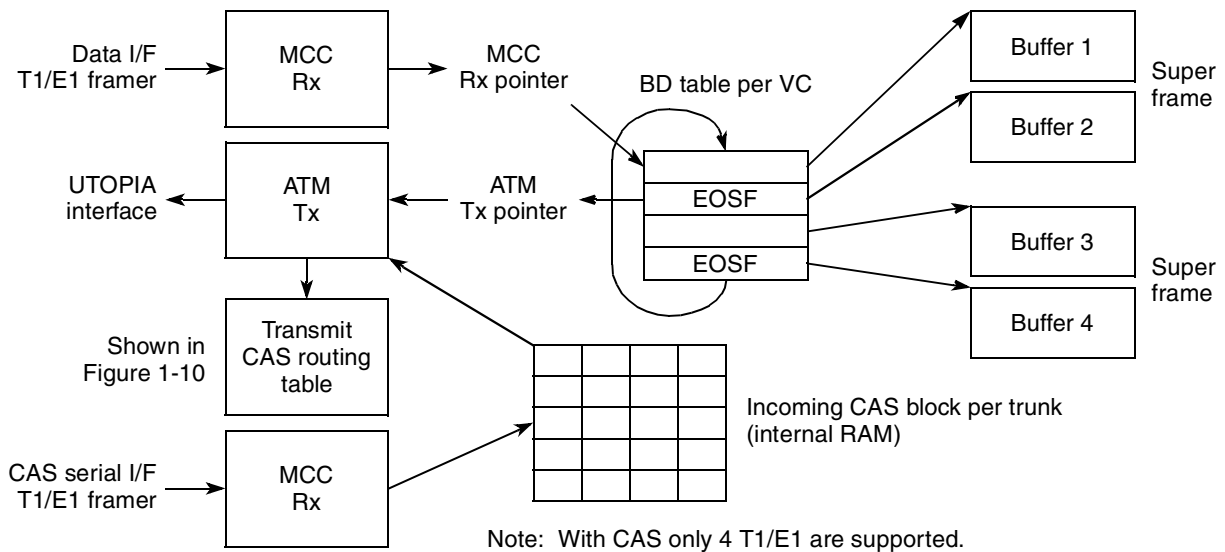 Data I/F
T1/E1 framer
MCC
Rx
MCC
Rx pointer
BD table per VC
Buffer 1
Buffer 2
Super
frame
UTOPIA
interface
ATM
Tx
ATM
Tx pointer
EOSF
EOSF
Buffer 3
Buffer 4
Super
frame
Shown in
Figure 1-10
Transmit
CAS routing
table
Incoming CAS block per trunk
(internal RAM)
CAS serial I/F
T1/E1 framer
MCC
Rx
Note: With CAS only 4 T1/E1 are supported.